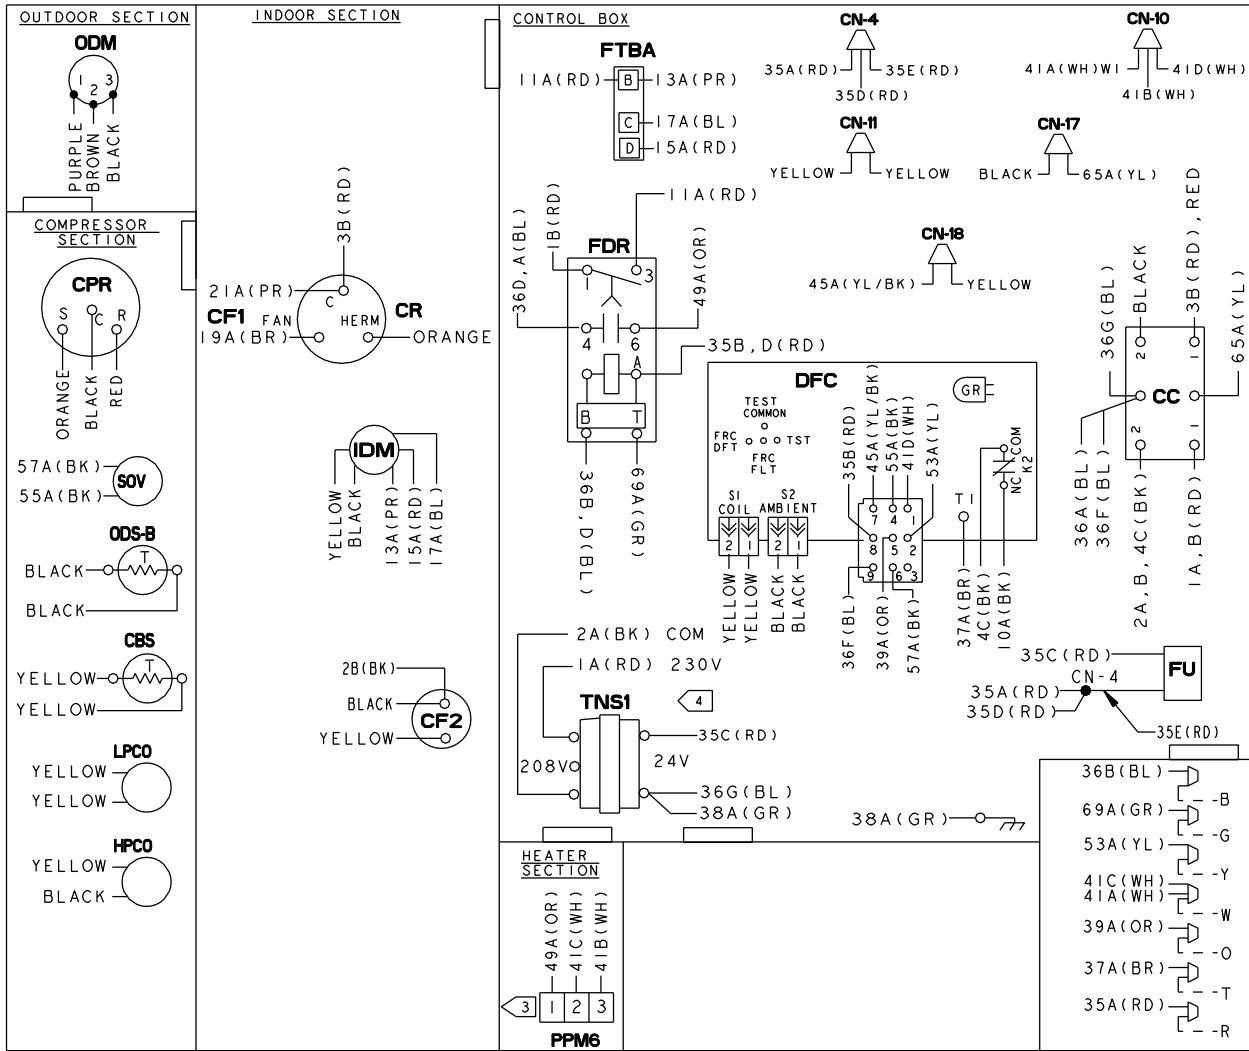 OUTDOOR SECTION
ODM
1 2 3
PURPLE
BROWN
BLACK
COMPRESSOR
SECTION
CPR
S C R
ORANGE
BLACK
RED
57A(BK)
55A(BK)
SOV
ODS-B
T
BLACK
BLACK
CBS
T
YELLOW
YELLOW
LPCO
YELLOW
YELLOW
HPCO
YELLOW
BLACK
INDOOR SECTION
3B(RD)
21A(PR)
C
CF1 FAN HERM CR
19A(BR)
ORANGE
IDM
YELLOW
BLACK
13A(PR)
15A(RD)
17A(BL)
2B(BK)
BLACK
CF2
YELLOW
CONTROL BOX
FTBA
11A(RD) B 13A(PR)
C 17A(BL)
D 15A(RD)
CN-4
35A(RD) 35E(RD)
35D(RD)
CN-10
41A(WH)W1 41D(WH)
41B(WH)
CN-11
YELLOW YELLOW
CN-17
BLACK 65A(YL)
CN-18
45A(YL/BK) YELLOW
11A(RD)
36D,A(BL)
1B(RD)
FDR
49A(OR)
1 3
4 6
A
35B,D(RD)
B T
36B,D(BL)
69A(GR)
DFC
TEST
COMMON
FRC
DFT
TST
FRC
FLT
S1
COIL
S2
AMBIENT
2 1 2 1
YELLOW
YELLOW
BLACK
BLACK
35B(RD)
45A(YL/BK)
55A(BK)
41D(WH)
53A(YL)
7 4 1
8 5 2
9 6 3
36F(BL)
39A(OR)
57A(BK)
GR
T1
COM
K2
NC
37A(BR)
4C(BK)
10A(BK)
36G(BL)
BLACK
3B(RD),RED
65A(YL)
2 1
CC
2 1
36A(BL)
36F(BL)
2A,B,4C(BK)
1A,B(RD)
2A(BK) COM
1A(RD) 230V
TNS1
4
35C(RD)
208V 24V
36G(BL)
38A(GR)
38A(GR)
35C(RD)
FU
CN-4
35A(RD)
35D(RD)
35E(RD)
36B(BL)
B
69A(GR)
G
53A(YL)
Y
41C(WH)
41A(WH)
W
39A(OR)
O
37A(BR)
T
35A(RD)
R
HEATER
SECTION
49A(OR)
41C(WH)
41B(WH)
3 1 2 3
PPM6